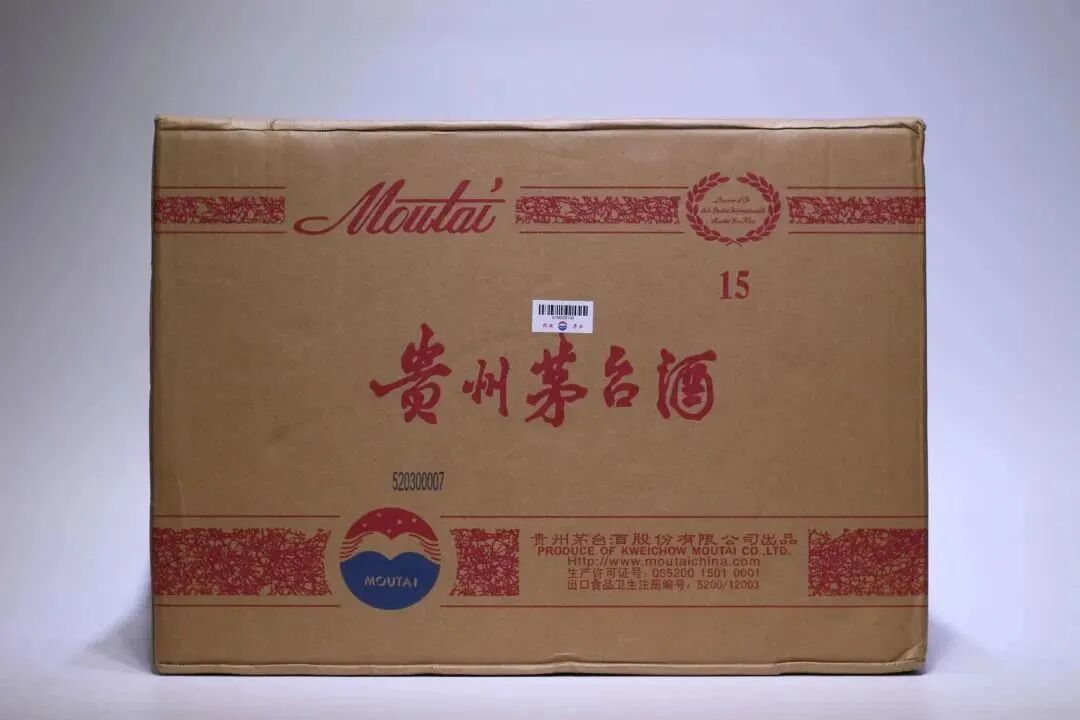 Moutai
15
贵州茅台酒
520300007
MOUTAI
贵州茅台酒股份有限公司出品
PRODUCE OF KWEICHOW MOUTAI CO.,LTD.
Http://www.moutaichina.com
生产许可证号：QS5200 1501 0001
出口食品卫生注册编号：5200/12003